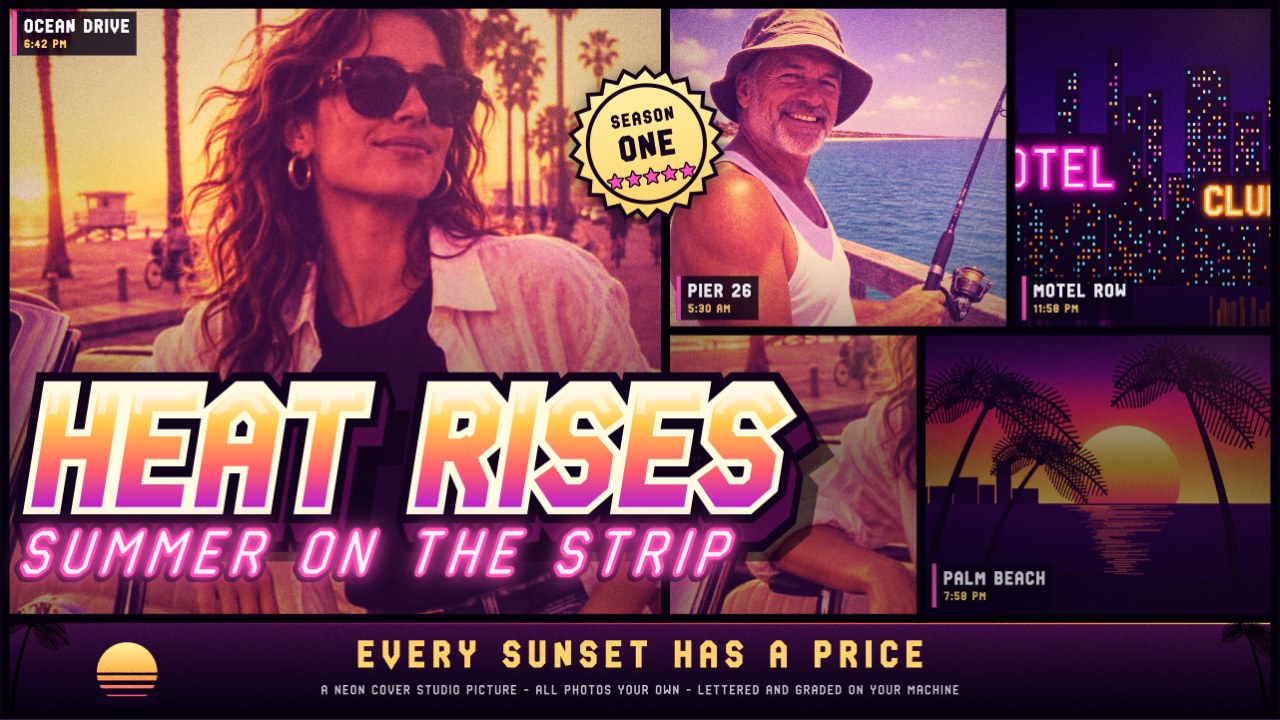 OCEAN DRIVE
6:42 PM
SEASON
ONE
PIER 26
5:30 AM
OTEL
CLU
MOTEL ROW
11:58 PM
HEAT RISES
SUMMER ON THE STRIP
PALM BEACH
7:58 PM
EVERY SUNSET HAS A PRICE
A NEON COVER STUDIO PICTURE - ALL PHOTOS YOUR OWN - LETTERED AND GRADED ON YOUR MACHINE